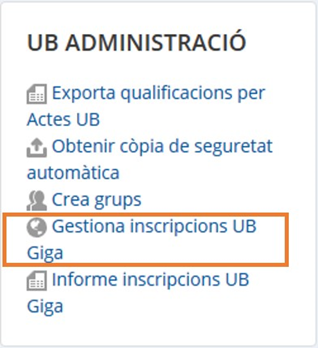 UB ADMINISTRACIÓ
Exporta qualificacions per
Actes UB
Obtenir còpia de seguretat
automàtica
Crea grups
Gestiona inscripcions UB
Giga
Informe inscripcions UB
Giga